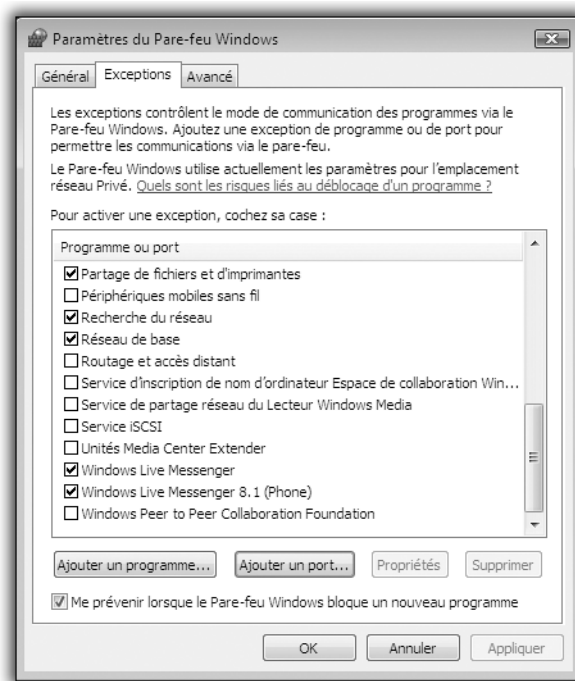 Paramètres du Pare-feu Windows
Général Exceptions Avancé
Les exceptions contrôlent le mode de communication des programmes via le
Pare-feu Windows. Ajoutez une exception de programme ou de port pour
permettre les communications via le pare-feu.
Le Pare-feu Windows utilise actuellement les paramètres pour l'emplacement
réseau Privé. Quels sont les risques liés au déblocage d'un programme ?
Pour activer une exception, cochez sa case :
Programme ou port
Partage de fichiers et d'imprimantes
Périphériques mobiles sans fil
Recherche du réseau
Réseau de base
Routage et accès distant
Service d'inscription de nom d'ordinateur Espace de collaboration Win...
Service de partage réseau du Lecteur Windows Media
Service iSCSI
Unités Media Center Extender
Windows Live Messenger
Windows Live Messenger 8.1 (Phone)
Windows Peer to Peer Collaboration Foundation
Ajouter un programme... Ajouter un port... Propriétés Supprimer
Me prévenir lorsque le Pare-feu Windows bloque un nouveau programme
OK Annuler Appliquer